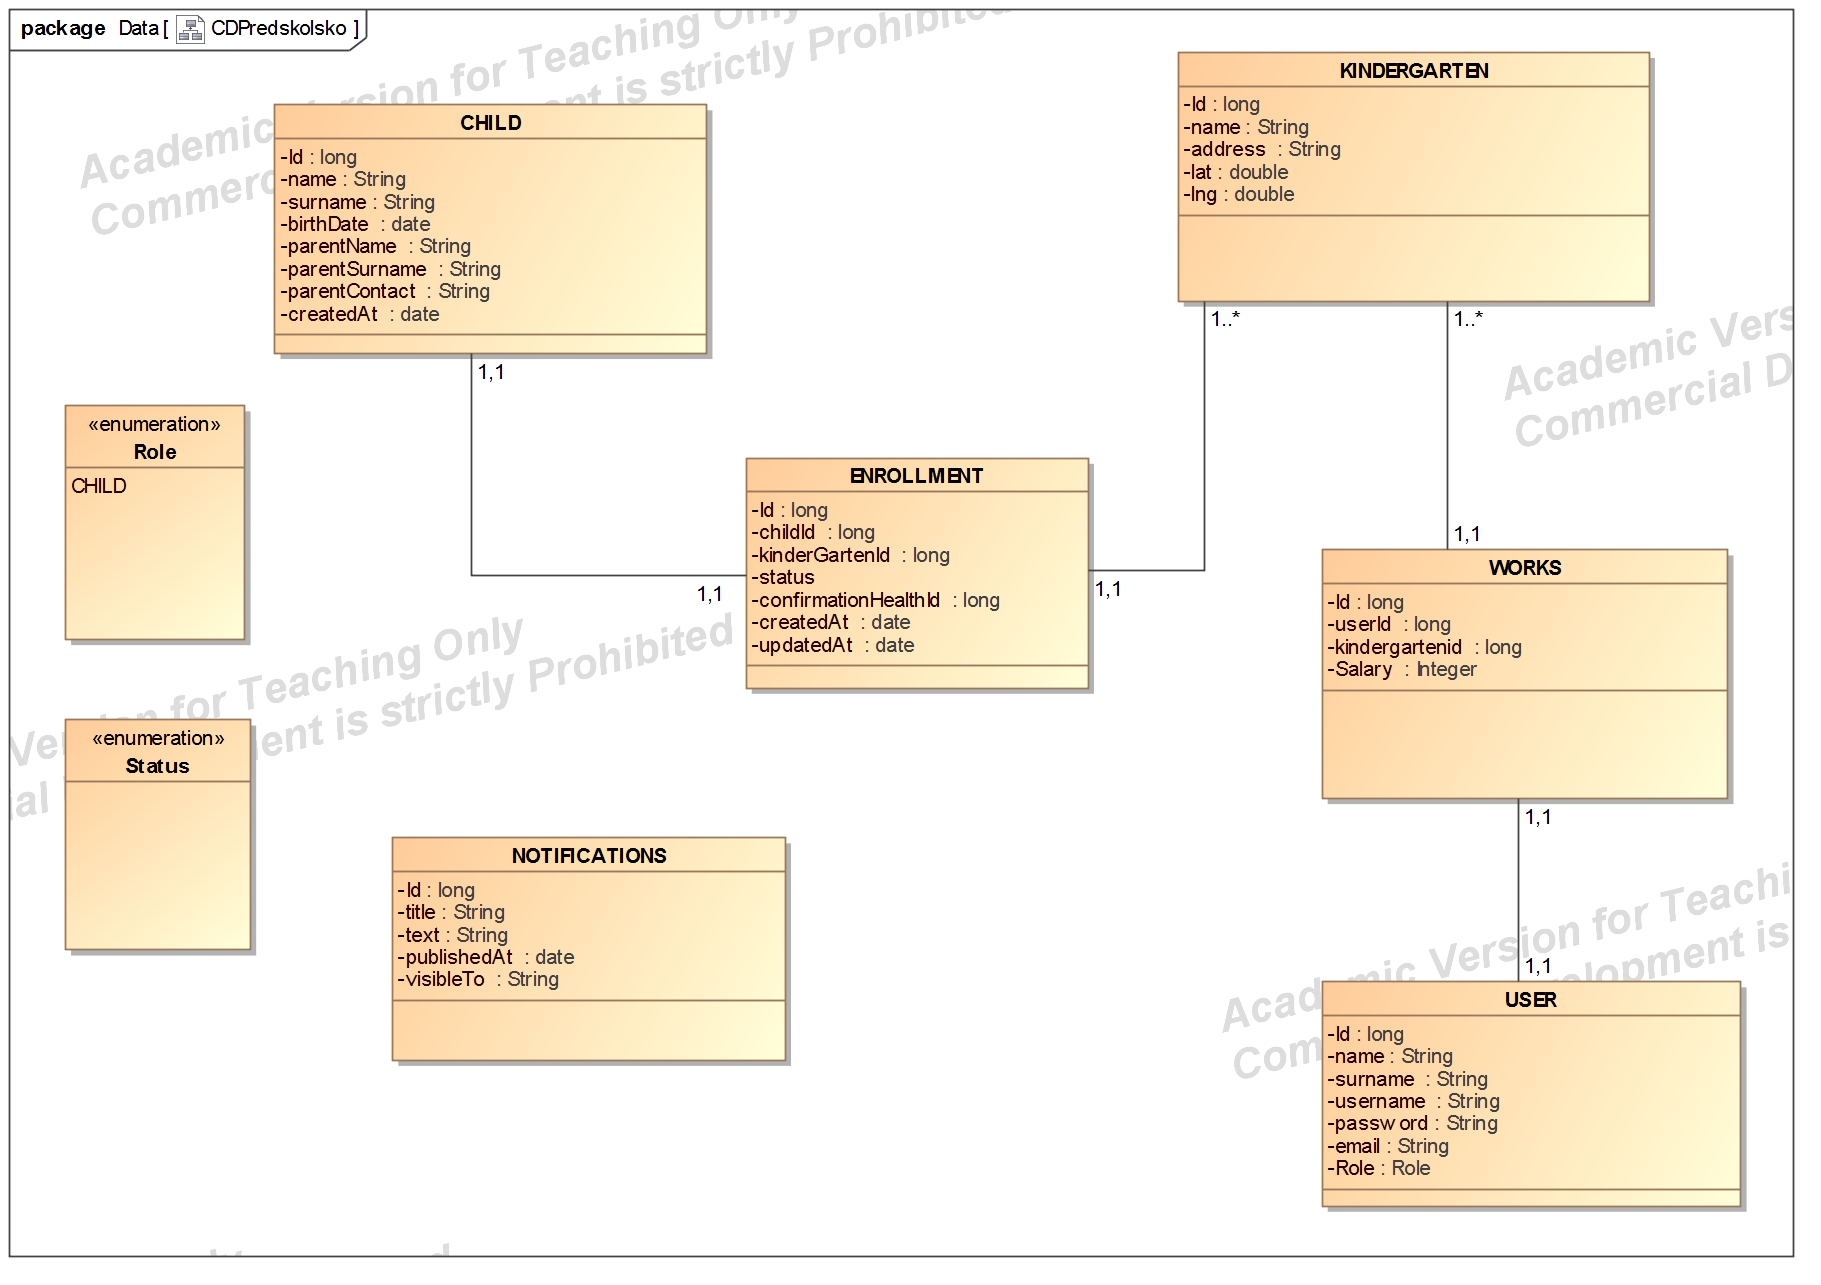 package Data [ CDPredskolsko ]
Academic Version for Teaching Only
Commercial Development is strictly Prohibited
CHILD
-Id : long
-name : String
-surname : String
-birthDate : date
-parentName : String
-parentSurname : String
-parentContact : String
-createdAt : date
1,1
KINDERGARTEN
-Id : long
-name : String
-address : String
-lat : double
-lng : double
1..*
1..*
Academic Vers
Commercial D
«enumeration»
Role
CHILD
ENROLLMENT
-Id : long
-childId : long
-kinderGartenId : long
-status
-confirmationHealthId : long
-createdAt : date
-updatedAt : date
1,1
1,1
1,1
WORKS
-Id : long
-userId : long
-kindergartenid : long
-Salary : Integer
1,1
Version for Teaching Only
ial Development is strictly Prohibited
«enumeration»
Status
NOTIFICATIONS
-Id : long
-title : String
-text : String
-publishedAt : date
-visibleTo : String
Academic Version for Teachi
Commercial Development is
1,1
USER
-Id : long
-name : String
-surname : String
-username : String
-password : String
-email : String
-Role : Role